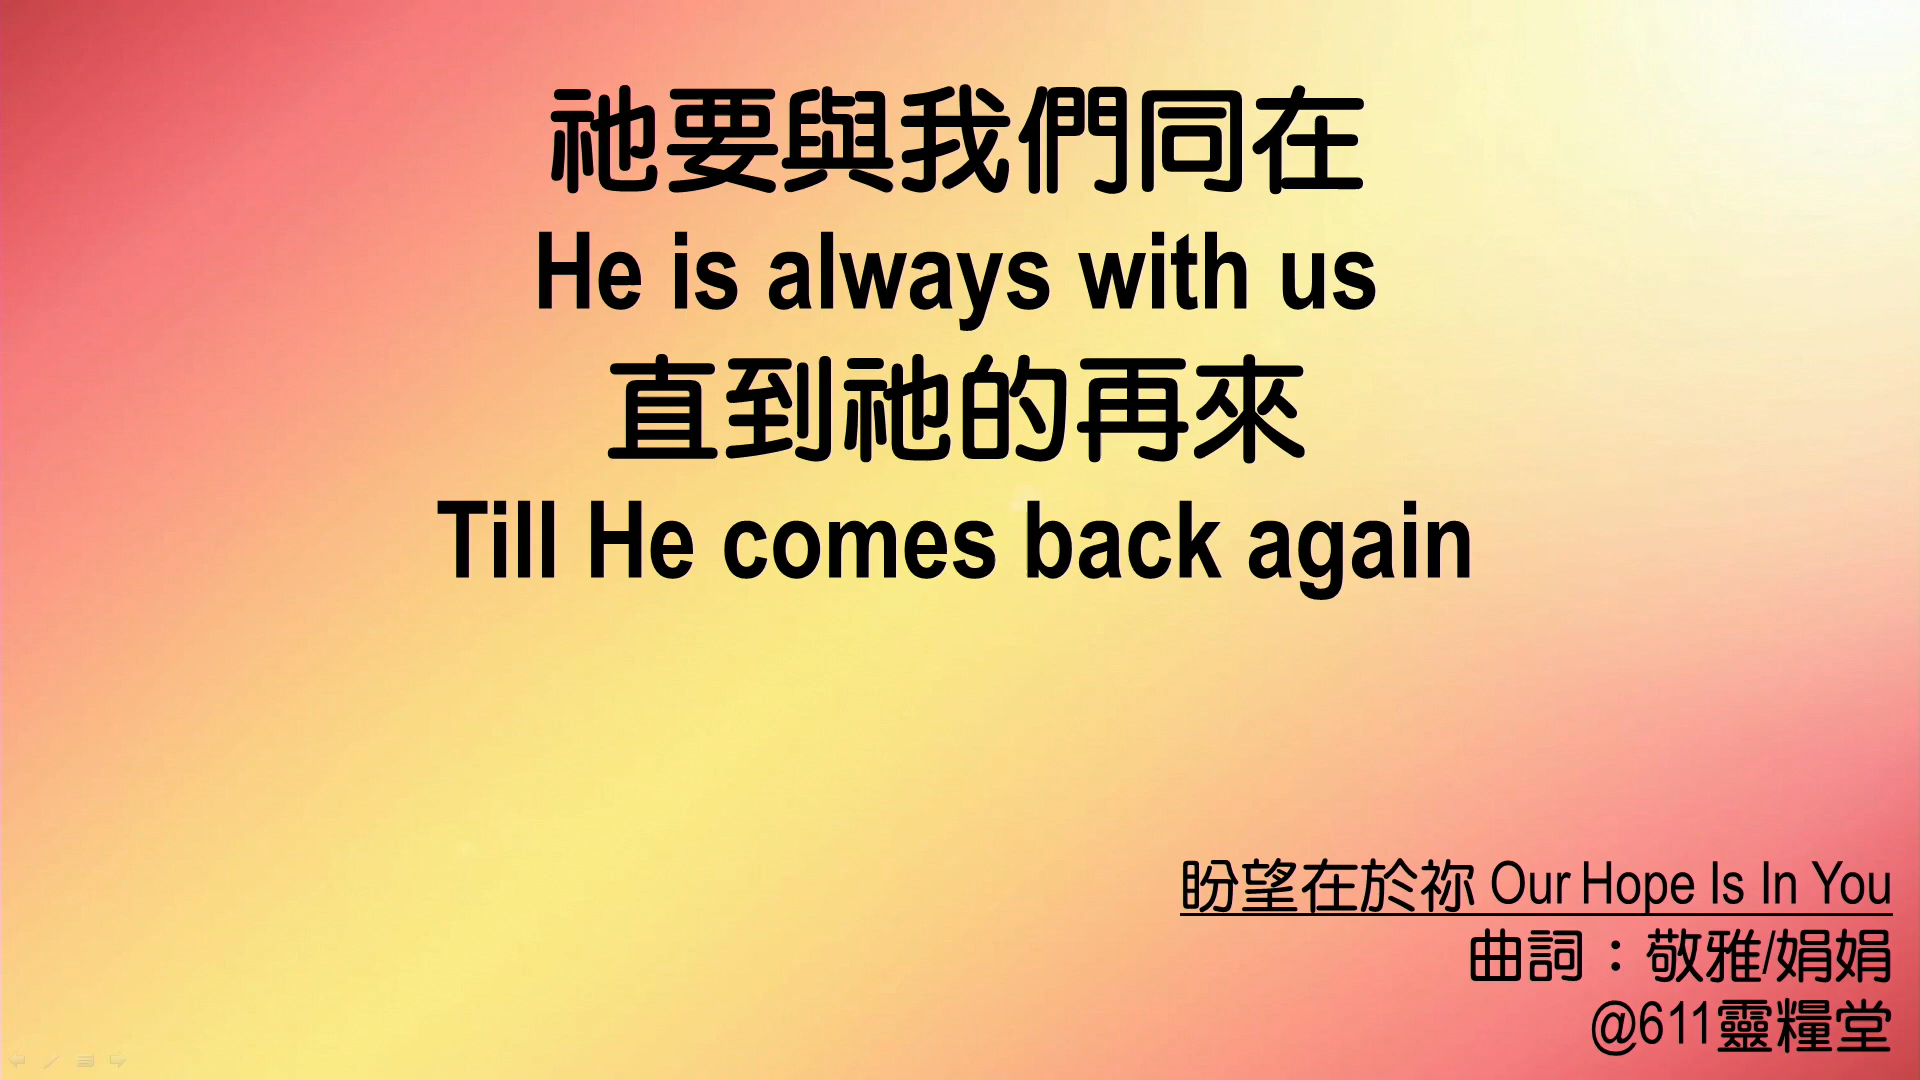 祂要與我們同在
He is always with us
直到祂的再來
Till He comes back again
盼望在於祢 Our Hope Is In You
曲詞：敬雅/娟娟
@611靈糧堂